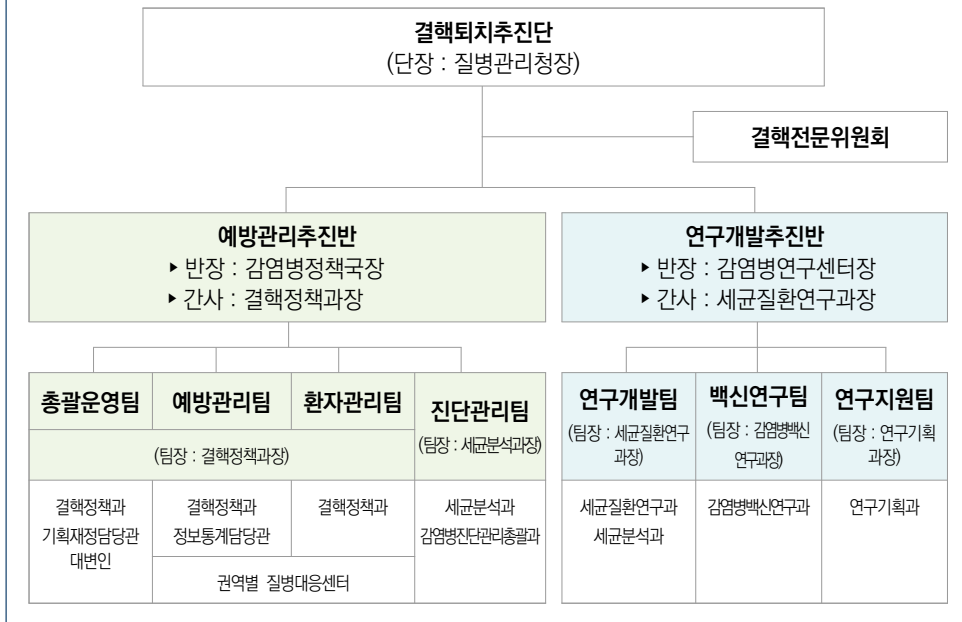 결핵퇴치추진단
(단장 : 질병관리청장)
결핵전문위원회
예방관리추진반
▸ 반장 : 감염병정책국장
▸ 간사 : 결핵정책과장
연구개발추진반
▸ 반장 : 감염병연구센터장
▸ 간사 : 세균질환연구과장
총괄운영팀
예방관리팀
환자관리팀
(팀장 : 결핵정책과장)
진단관리팀
(팀장 : 세균분석과장)
연구개발팀
(팀장 : 세균질환연구
과장)
백신연구팀
(팀장 : 감염병백신
연구과장)
연구지원팀
(팀장 : 연구기획
과장)
결핵정책과
기획재정담당관
대변인
결핵정책과
정보통계담당관
결핵정책과
권역별 질병대응센터
세균분석과
감염병진단관리총괄과
세균질환연구과
세균분석과
감염병백신연구과
연구기획과